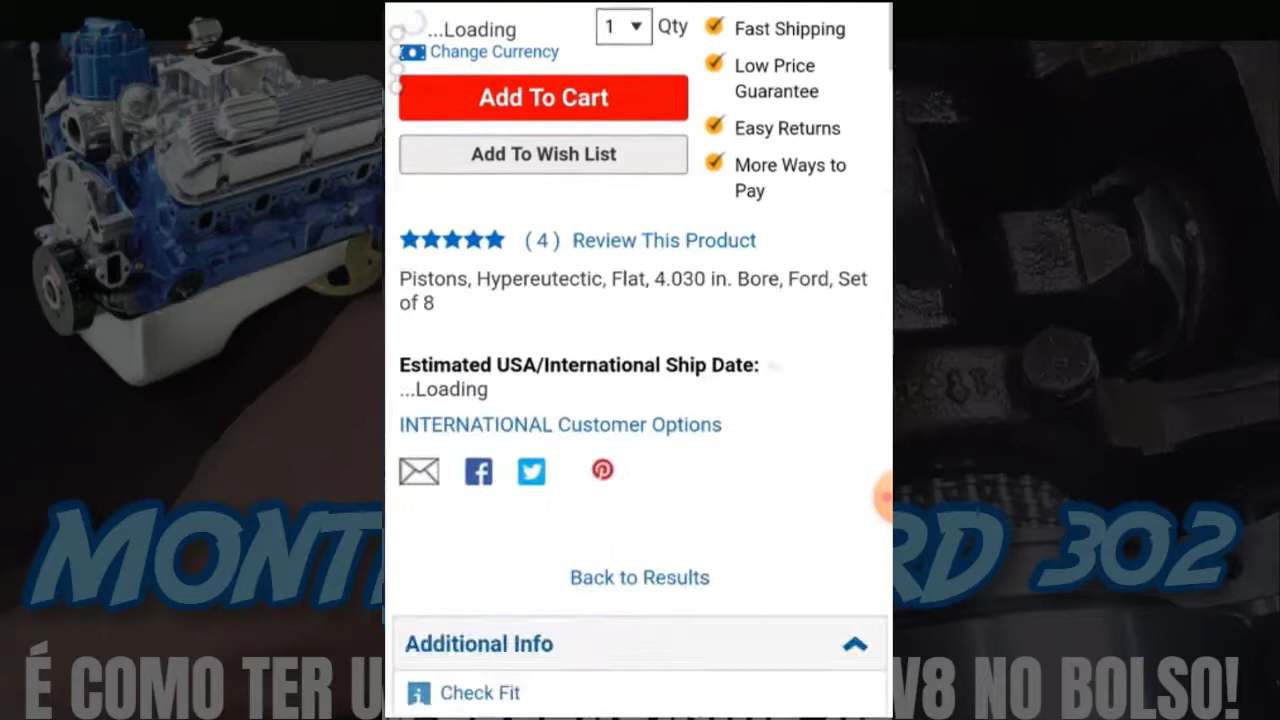 ...Loading
1
Qty
Change Currency
Add To Cart
Add To Wish List
Fast Shipping
Low Price
Guarantee
Easy Returns
More Ways to
Pay
( 4 ) Review This Product
Pistons, Hypereutectic, Flat, 4.030 in. Bore, Ford, Set
of 8
Estimated USA/International Ship Date:
...Loading
INTERNATIONAL Customer Options
Back to Results
Additional Info
Check Fit
RD 302
É COMO TER
V8 NO BOLSO!